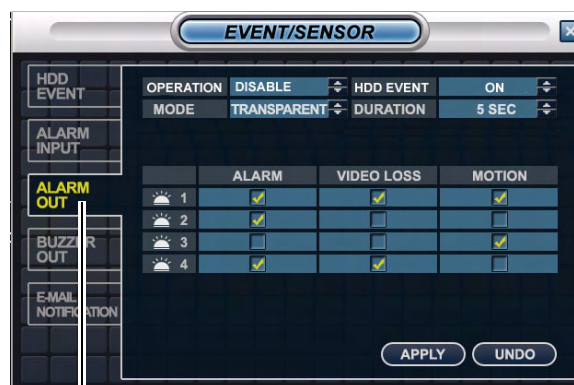 EVENT/SENSOR
HDD
EVENT
ALARM
INPUT
ALARM
OUT
BUZZER
OUT
E-MAIL
NOTIFICATION
OPERATION DISABLE HDD EVENT ON
MODE TRANSPARENT DURATION 5 SEC
ALARM VIDEO LOSS MOTION
1
2
3
4
APPLY UNDO